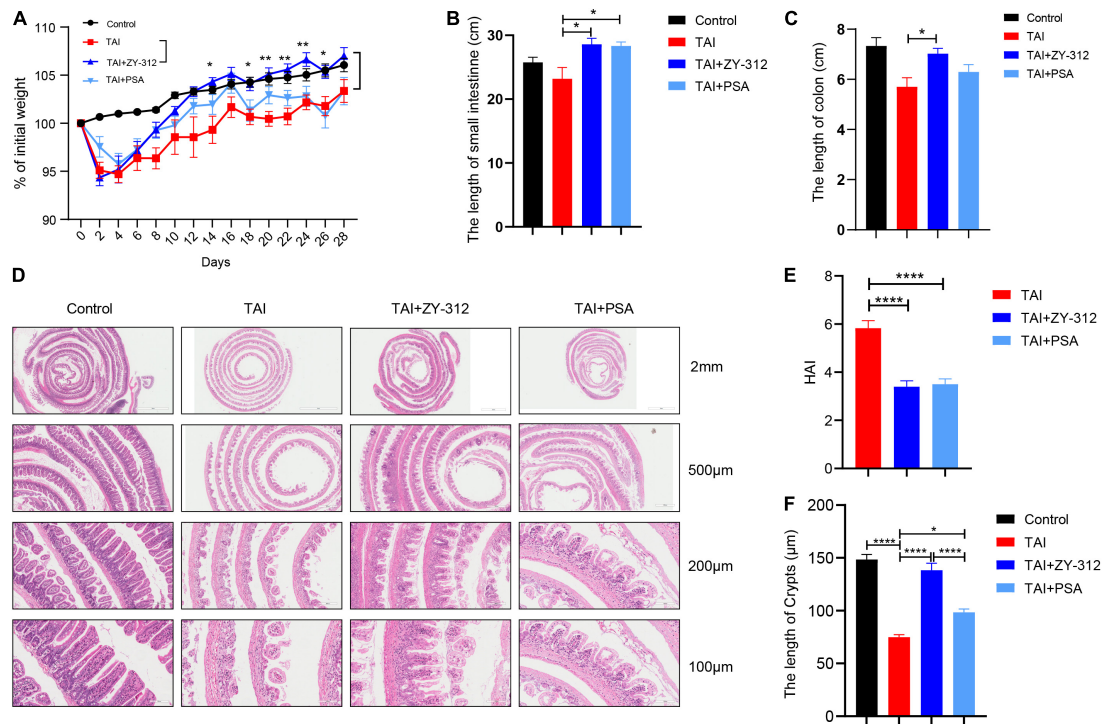 A
% of initial weight
110
105
100
95
90
Control
TAI
TAI+ZY-312
TAI+PSA
* * ** ** ** *
0 2 4 6 8 10 12 14 16 18 20 22 24 26 28
Days
B
The length of small intestinne (cm)
30
20
10
0
*
*
Control
TAI
TAI+ZY-312
TAI+PSA
C
The length of colon (cm)
8
6
4
2
0
*
Control
TAI
TAI+ZY-312
TAI+PSA
D
Control TAI TAI+ZY-312 TAI+PSA
2mm
500μm
200μm
100μm
E
HAI
8
6
4
2
0
****
****
TAI
TAI+ZY-312
TAI+PSA
F
The length of Crypts (μm)
200
150
100
50
0
*
**** **** ****
Control
TAI
TAI+ZY-312
TAI+PSA